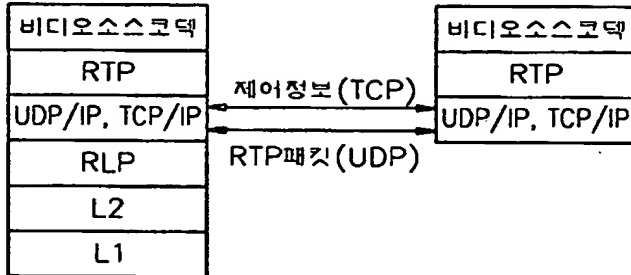 비디오소스코덱
RTP
UDP/IP, TCP/IP
RLP
L2
L1
제어정보(TCP)
RTP패킷(UDP)
비디오소스코덱
RTP
UDP/IP, TCP/IP